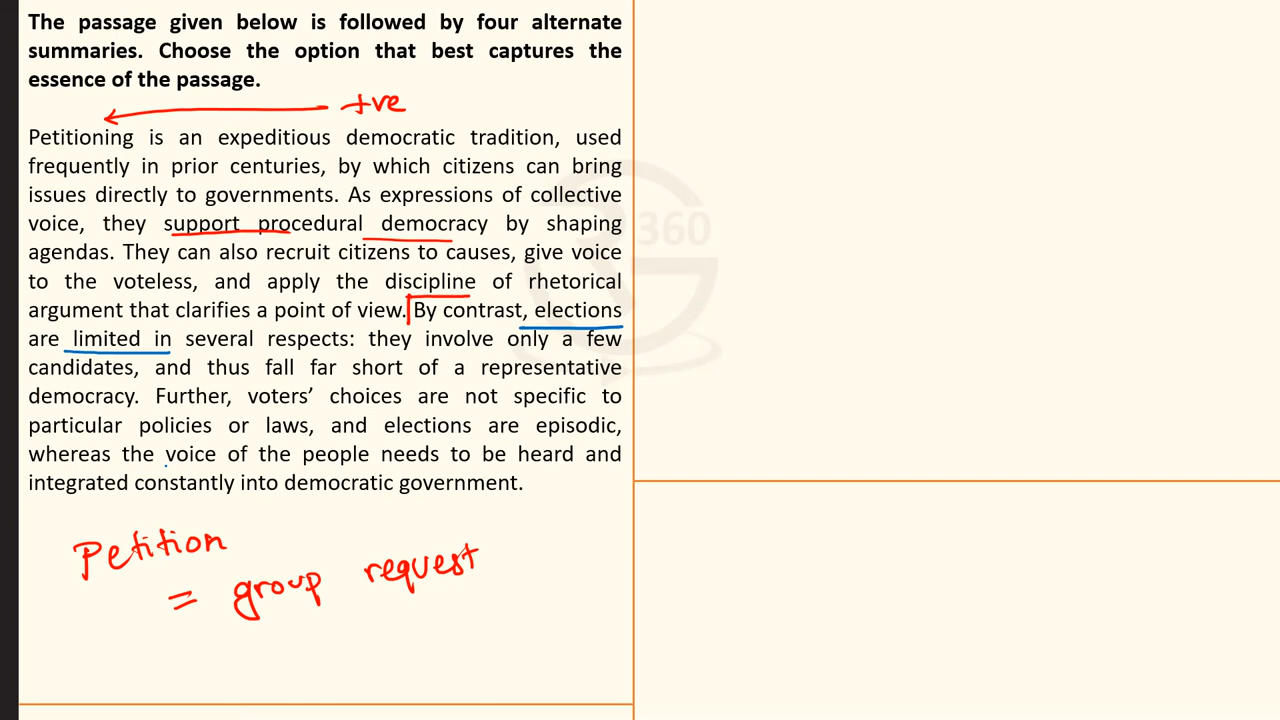 The passage given below is followed by four alternate
summaries. Choose the option that best captures the
essence of the passage.
+ve
Petitioning is an expeditious democratic tradition, used
frequently in prior centuries, by which citizens can bring
issues directly to governments. As expressions of collective
voice, they support procedural democracy by shaping
agendas. They can also recruit citizens to causes, give voice
to the voteless, and apply the discipline of rhetorical
argument that clarifies a point of view. By contrast, elections
are limited in several respects: they involve only a few
candidates, and thus fall far short of a representative
democracy. Further, voters’ choices are not specific to
particular policies or laws, and elections are episodic,
whereas the voice of the people needs to be heard and
integrated constantly into democratic government.
Petition
= group request
360